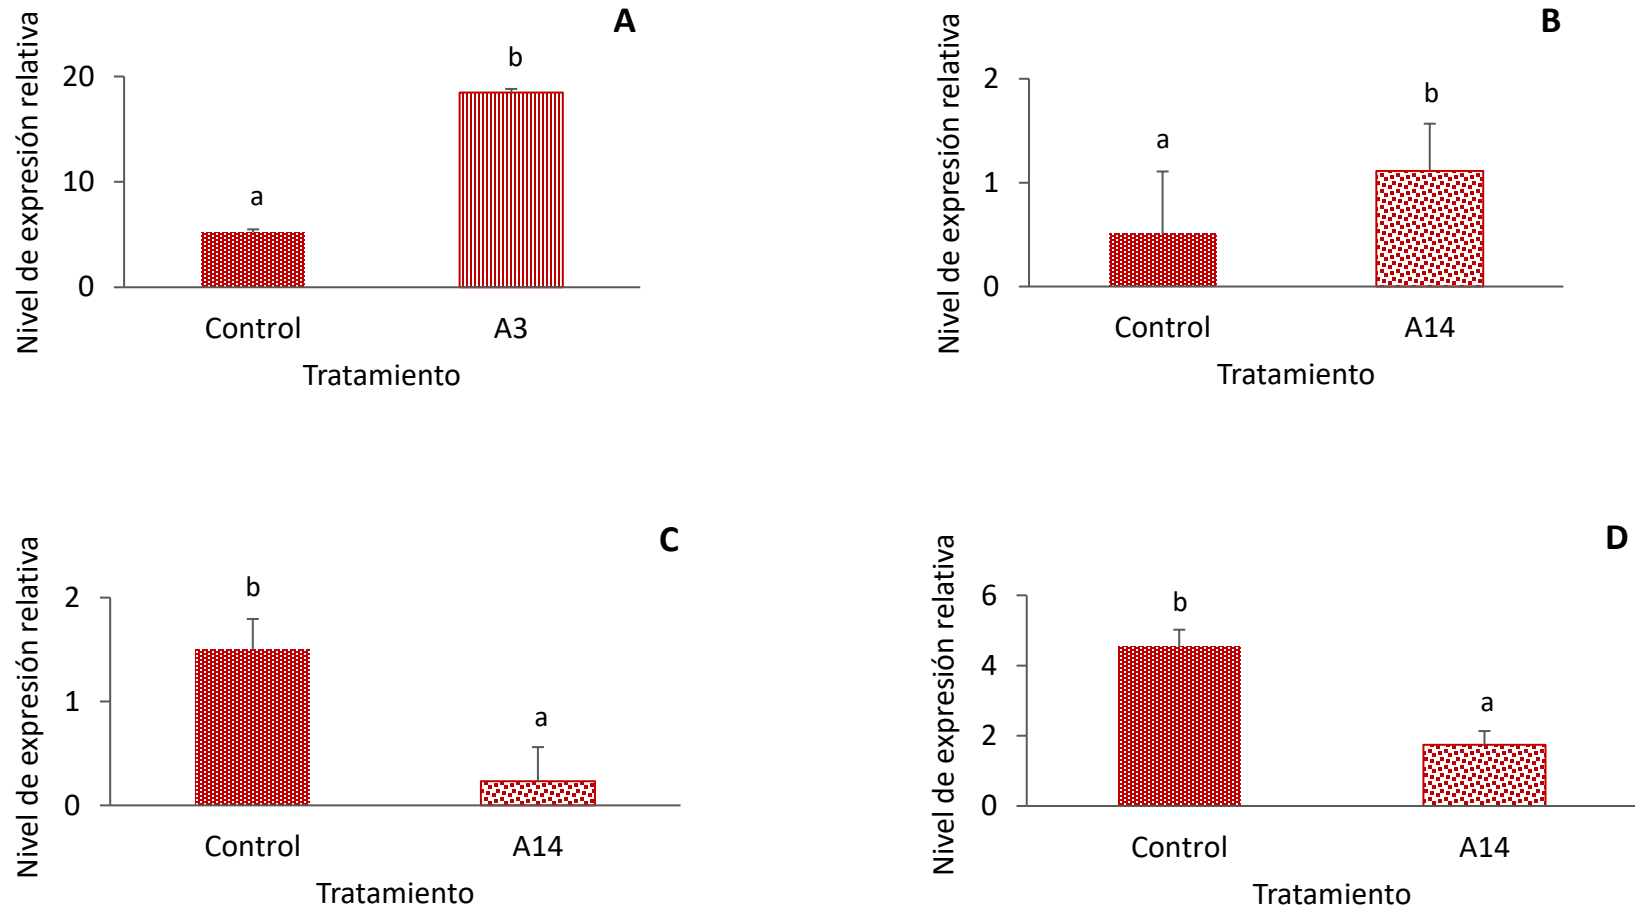 A
Nivel de expresión relativa
20
10
0
a
b
Control
A3
Tratamiento
B
Nivel de expresión relativa
2
1
0
a
b
Control
A14
Tratamiento
C
Nivel de expresión relativa
2
1
0
b
a
Control
A14
Tratamiento
D
Nivel de expresión relativa
6
4
2
0
b
a
Control
A14
Tratamiento